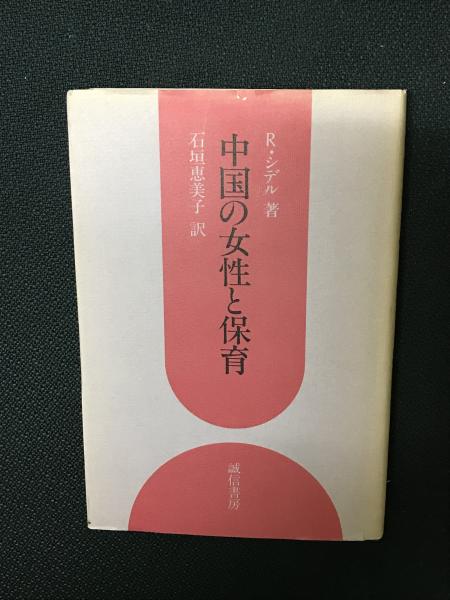 R・シデル 著
中国の女性と保育
石垣恵美子 訳
誠信書房